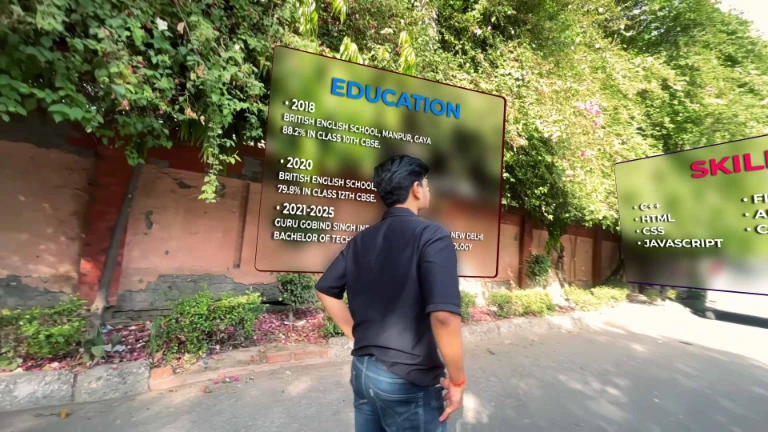 EDUCATION
• 2018
BRITISH ENGLISH SCHOOL, MANPUR, GAYA
88.2% IN CLASS 10TH CBSE.
• 2020
BRITISH ENGLISH SCHOOL,
79.8% IN CLASS 12TH CBSE.
• 2021-2025
GURU GOBIND SINGH NEW DELHI
BACHELOR OF
• C++
• HTML
• CSS
• JAVASCRIPT